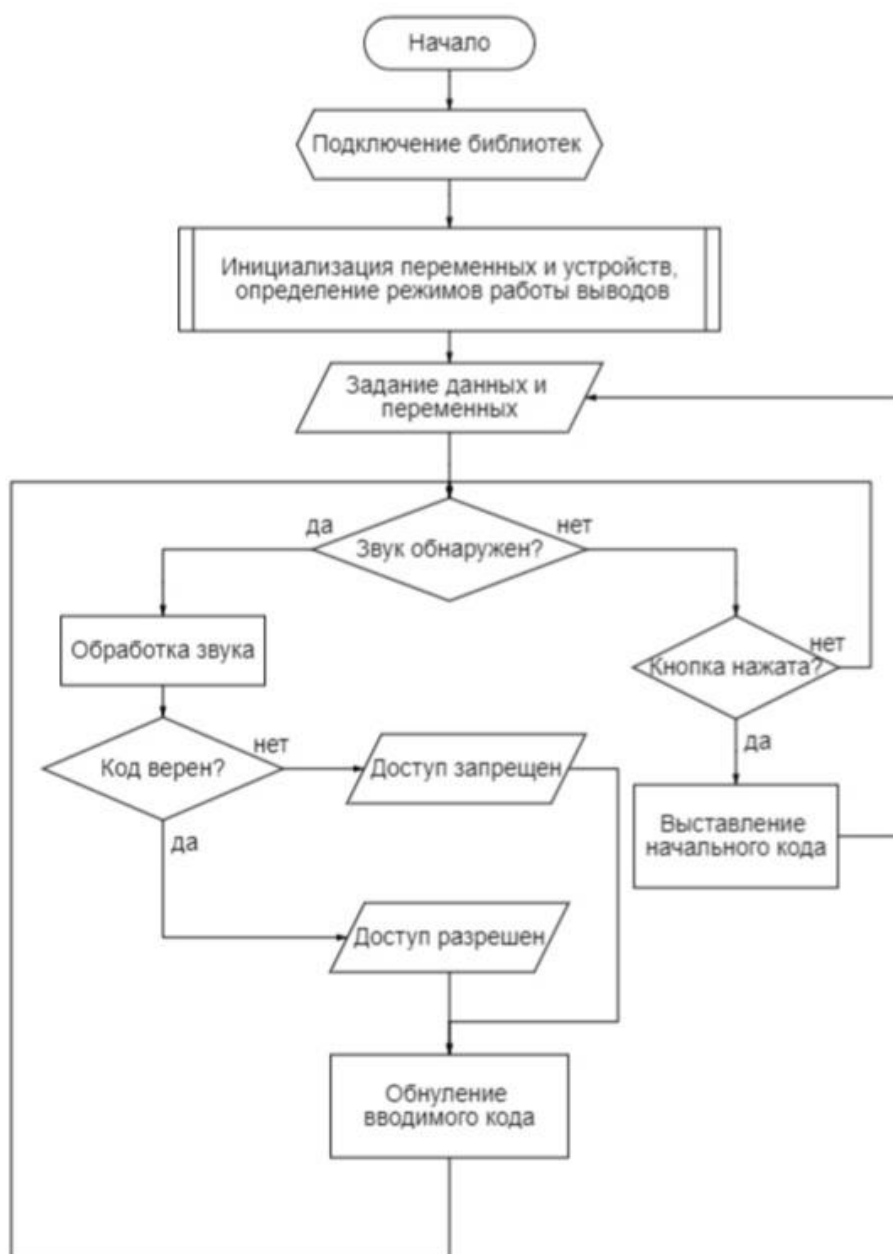 Начало
Подключение библиотек
Инициализация переменных и устройств,
определение режимов работы выводов
Задание данных и
переменных
да
нет
Звук обнаружен?
Обработка звука
Кнопка нажата?
нет
да
Код верен?
нет
да
Доступ запрещен
Выставление
начального кода
Доступ разрешен
Обнуление
вводимого кода